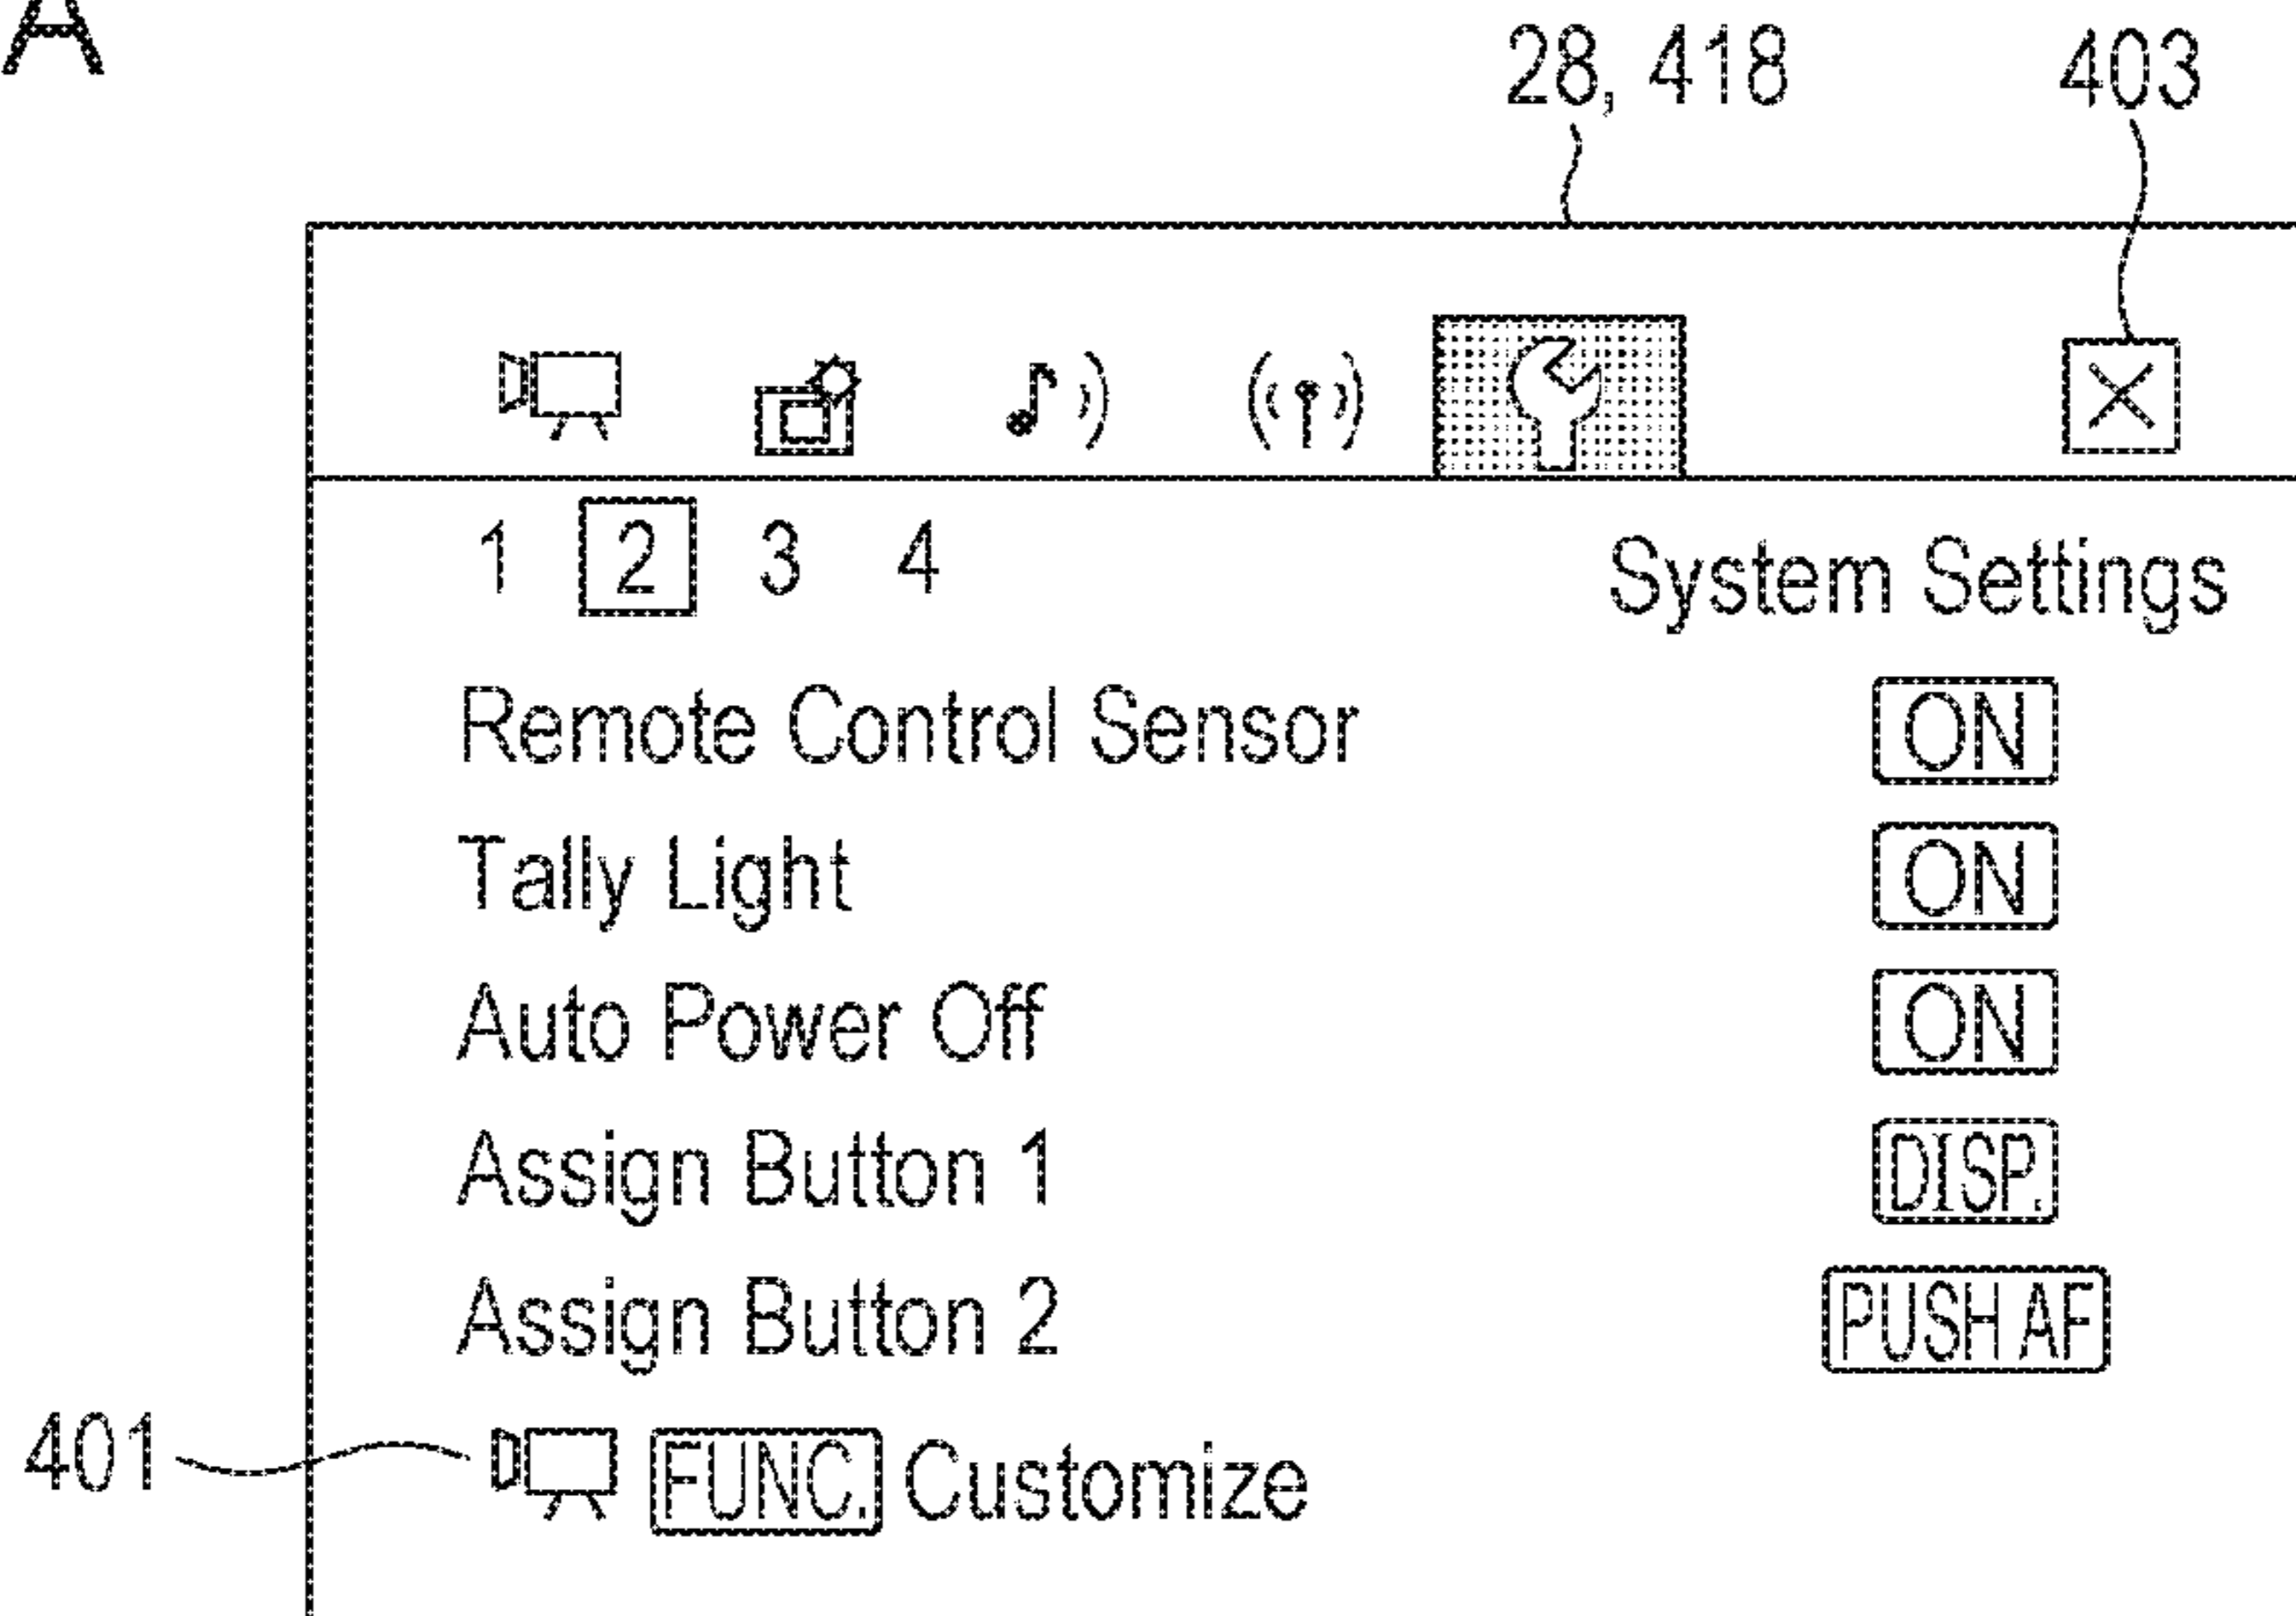 A
28, 418 403
1 2 3 4 System Settings
Remote Control Sensor ON
Tally Light ON
Auto Power Off ON
Assign Button 1 DISP.
Assign Button 2 PUSH AF
401 FUNC. Customize